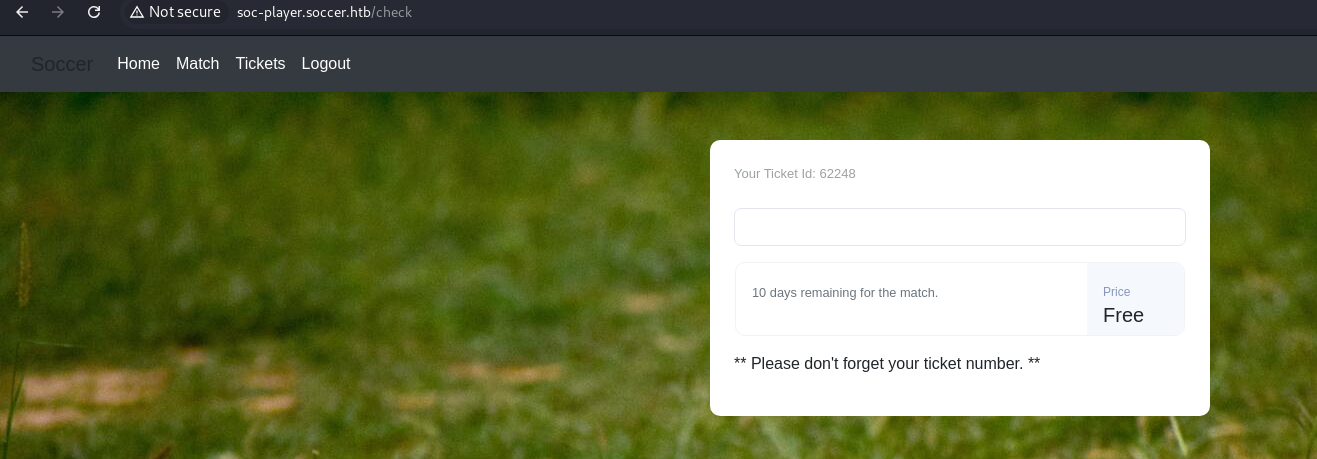 Not secure soc-player.soccer.htb/check
Soccer Home Match Tickets Logout
Your Ticket Id: 62248
10 days remaining for the match.
Price
Free
** Please don't forget your ticket number. **